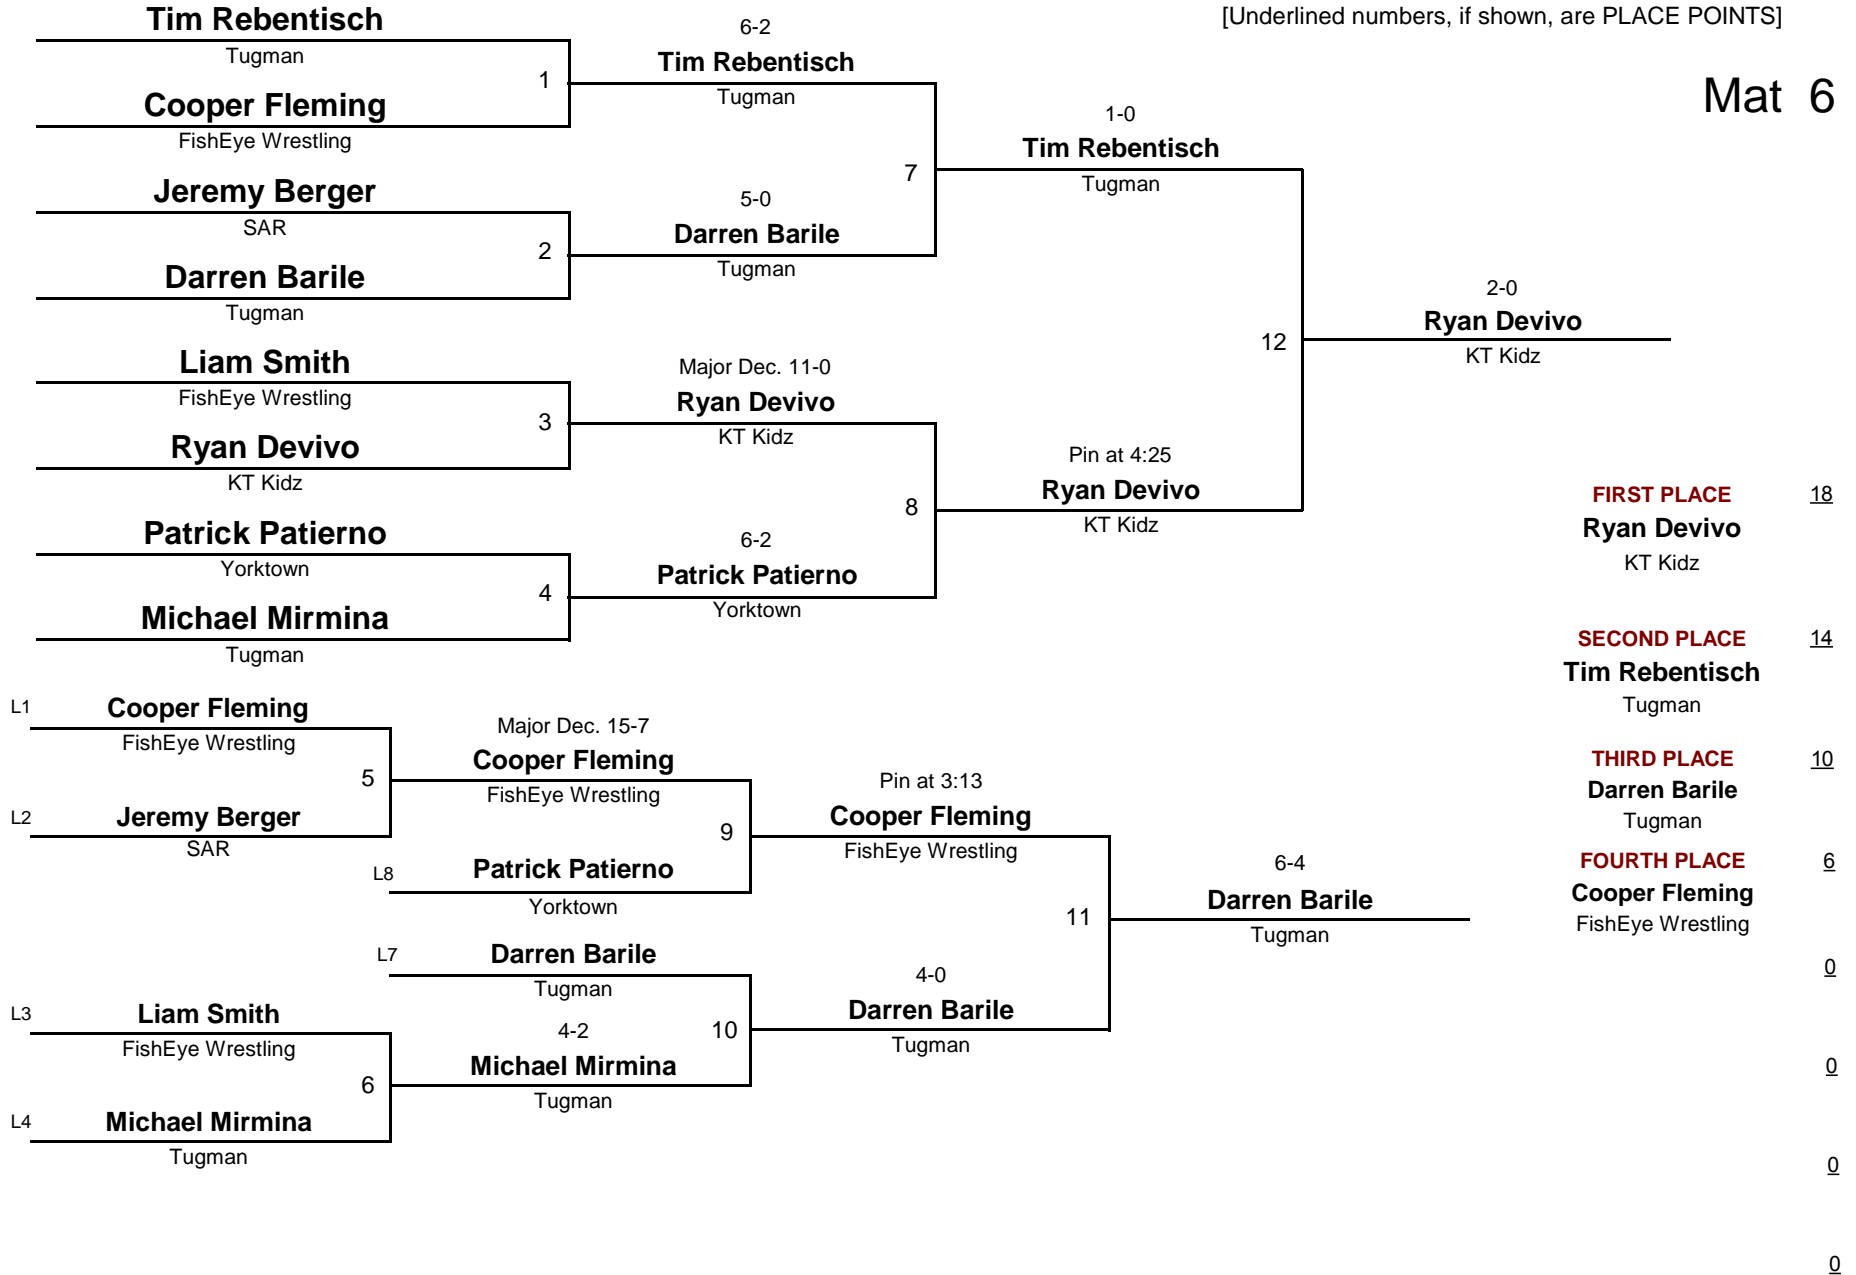 [Underlined numbers, if shown, are PLACE POINTS]
Mat 6
Tim Rebentisch
Tugman
1
Cooper Fleming
FishEye Wrestling
Jeremy Berger
SAR
2
Darren Barile
Tugman
Liam Smith
FishEye Wrestling
3
Ryan Devivo
KT Kidz
Patrick Patierno
Yorktown
4
Michael Mirmina
Tugman
6-2
Tim Rebentisch
Tugman
7
5-0
Darren Barile
Tugman
Major Dec. 11-0
Ryan Devivo
KT Kidz
8
6-2
Patrick Patierno
Yorktown
1-0
Tim Rebentisch
Tugman
12
Pin at 4:25
Ryan Devivo
KT Kidz
2-0
Ryan Devivo
KT Kidz
L1
Cooper Fleming
FishEye Wrestling
5
L2
Jeremy Berger
SAR
L3
Liam Smith
FishEye Wrestling
6
L4
Michael Mirmina
Tugman
Major Dec. 15-7
Cooper Fleming
FishEye Wrestling
9
L8
Patrick Patierno
Yorktown
L7
Darren Barile
Tugman
10
4-2
Michael Mirmina
Tugman
Pin at 3:13
Cooper Fleming
FishEye Wrestling
11
4-0
Darren Barile
Tugman
6-4
Darren Barile
Tugman
FIRST PLACE 18
Ryan Devivo
KT Kidz
SECOND PLACE 14
Tim Rebentisch
Tugman
THIRD PLACE 10
Darren Barile
Tugman
FOURTH PLACE 6
Cooper Fleming
FishEye Wrestling
0
0
0
0